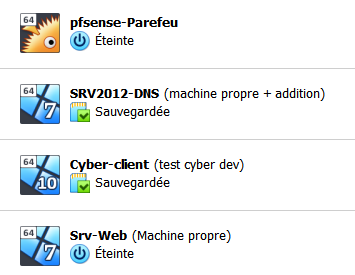 64
pfsense-Parefeu
Éteinte
64
7
SRV2012-DNS (machine propre + addition)
Sauvegardée
64
10
Cyber-client (test cyber dev)
Sauvegardée
64
7
Srv-Web (Machine propre)
Éteinte